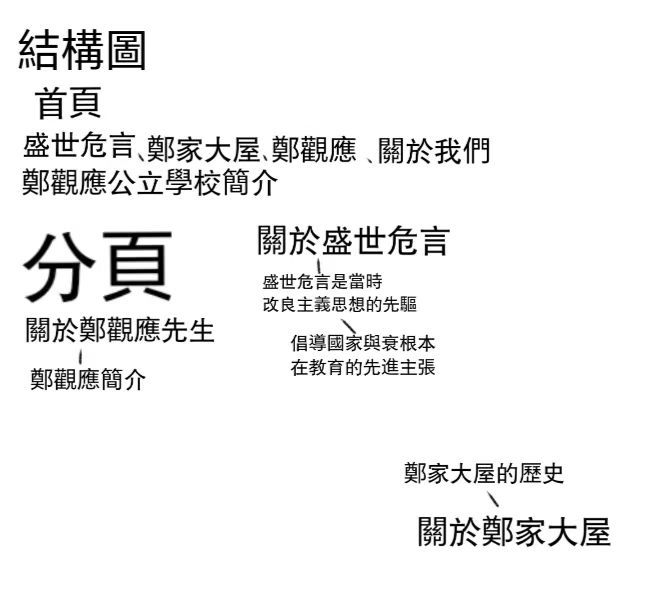 結構圖
首頁
盛世危言、鄭家大屋、鄭觀應 、關於我們
鄭觀應公立學校簡介
分頁
關於鄭觀應先生
鄭觀應簡介
關於盛世危言
盛世危言是當時
改良主義思想的先驅
倡導國家與衰根本
在教育的先進主張
鄭家大屋的歷史
關於鄭家大屋